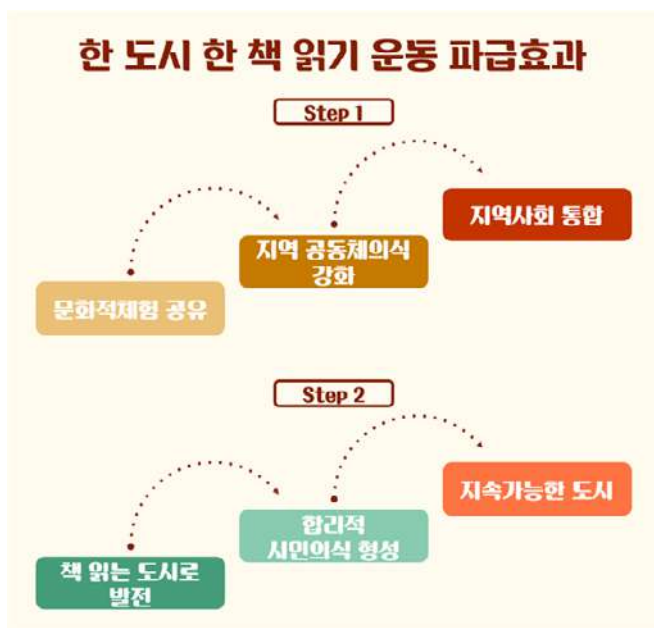 한 도시 한 책 읽기 운동 파급효과
Step 1
지역사회 통합
지역 공동체의식
강화
문화적체험 공유
Step 2
지속가능한 도시
합리적
시민의식 형성
책 읽는 도시로
발전